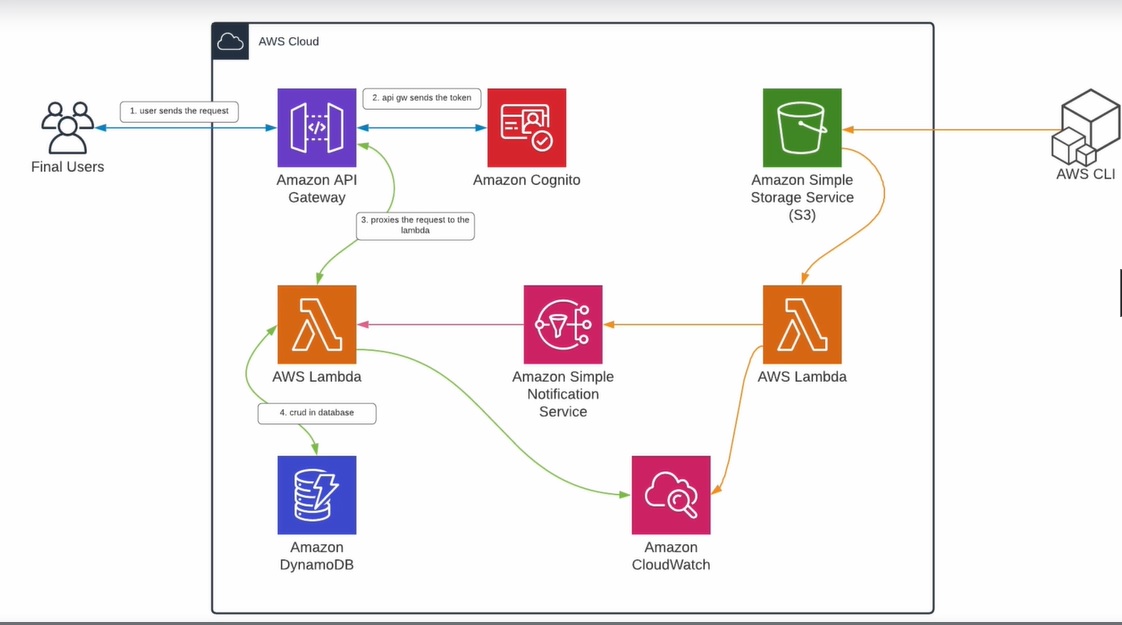 AWS Cloud
1. user sends the request
2. api gw sends the token
Final Users
Amazon API
Gateway
Amazon Cognito
Amazon Simple
Storage Service
(S3)
AWS CLI
3. proxies the request to the
lambda
AWS Lambda
Amazon Simple
Notification
Service
AWS Lambda
4. crud in database
Amazon
DynamoDB
Amazon
CloudWatch